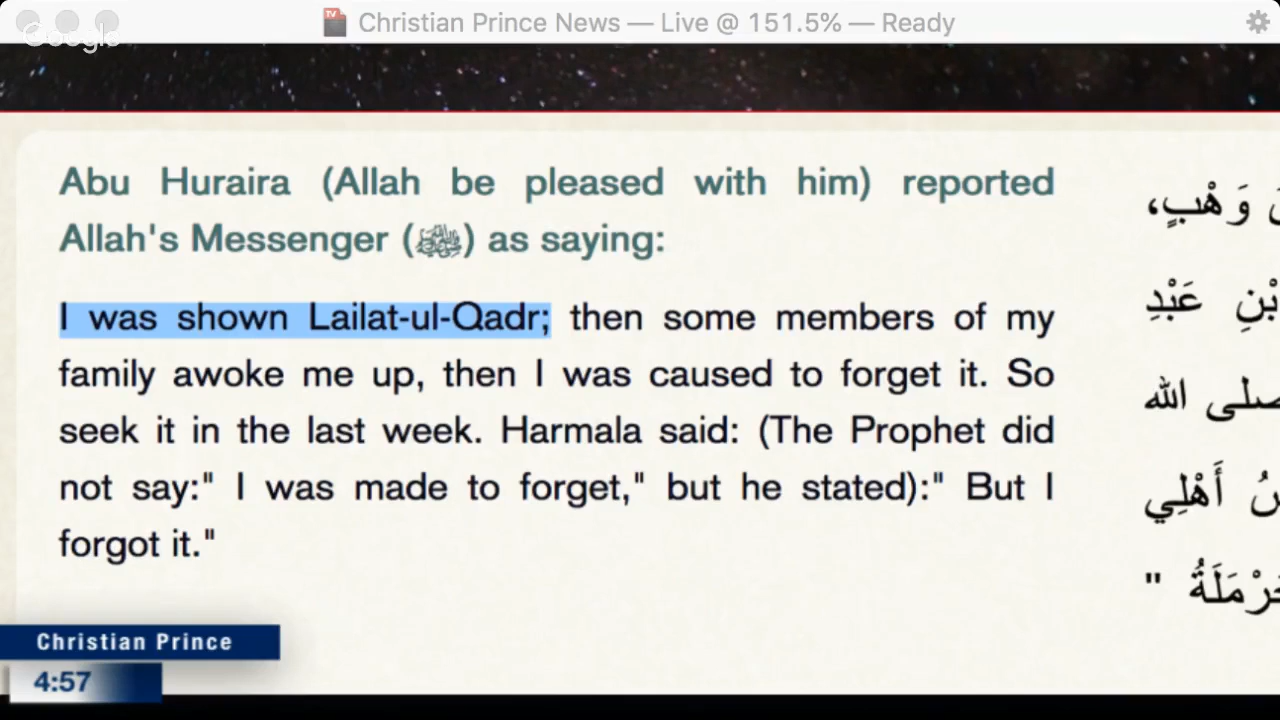 Christian Prince News — Live @ 151.5% — Ready
Google
TV
Abu Huraira (Allah be pleased with him) reported
Allah's Messenger (ﷺ) as saying:
I was shown Lailat-ul-Qadr; then some members of my
family awoke me up, then I was caused to forget it. So
seek it in the last week. Harmala said: (The Prophet did
not say:" I was made to forget," but he stated):" But I
forgot it."
وَهْبٍ،
بْنِ عَبْدِ
صلى الله
أَهْلِي
"
Christian Prince
4:57